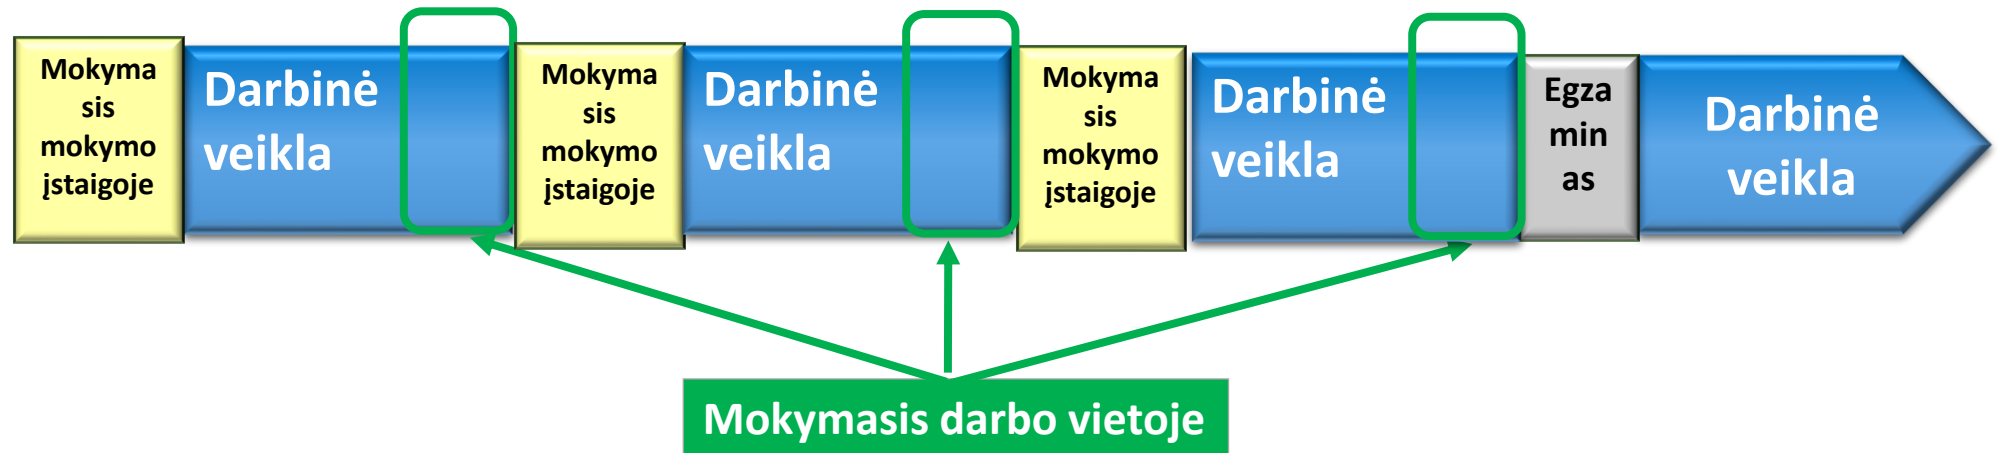 Mokyma
sis
mokymo
įstaigoje
Darbinė
veikla
Mokyma
sis
mokymo
įstaigoje
Darbinė
veikla
Mokyma
sis
mokymo
įstaigoje
Darbinė
veikla
Egza
min
as
Darbinė
veikla
Mokymasis darbo vietoje